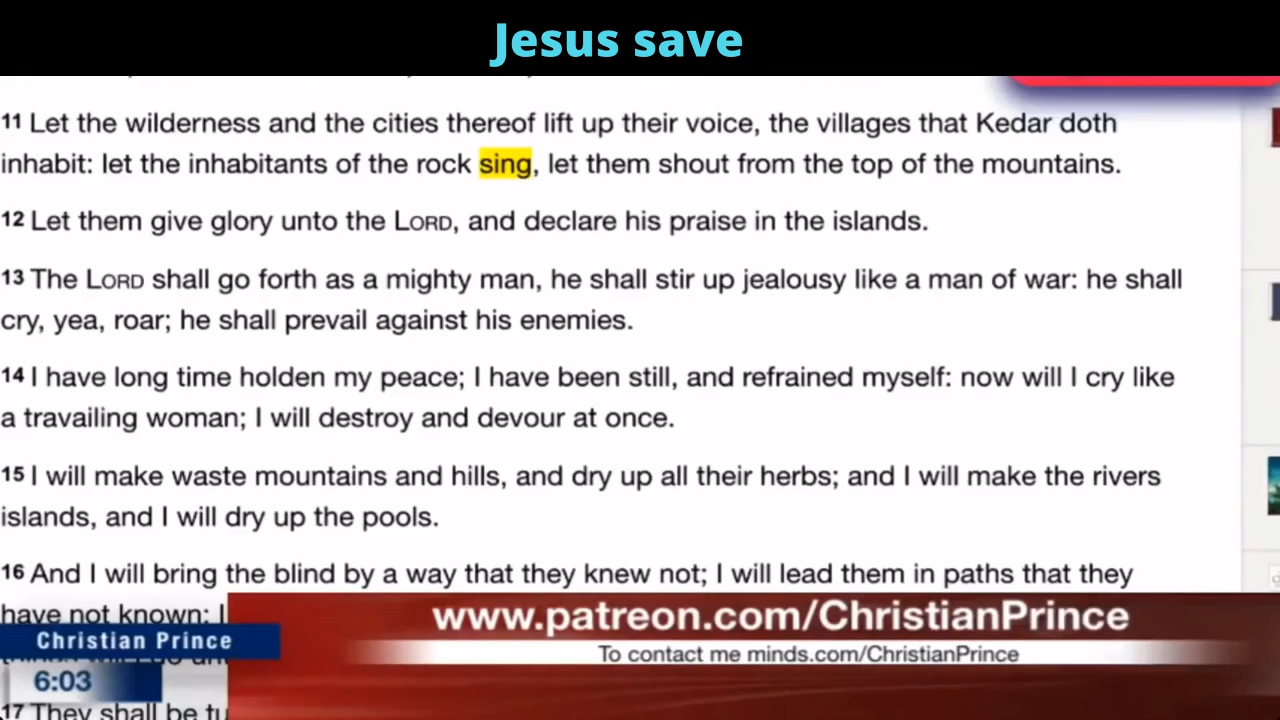 Jesus save
11 Let the wilderness and the cities thereof lift up their voice, the villages that Kedar doth
inhabit: let the inhabitants of the rock sing, let them shout from the top of the mountains.
12 Let them give glory unto the LORD, and declare his praise in the islands.
13 The LORD shall go forth as a mighty man, he shall stir up jealousy like a man of war: he shall
cry, yea, roar; he shall prevail against his enemies.
14 I have long time holden my peace; I have been still, and refrained myself: now will I cry like
a travailing woman; I will destroy and devour at once.
15 I will make waste mountains and hills, and dry up all their herbs; and I will make the rivers
islands, and I will dry up the pools.
16 And I will bring the blind by a way that they knew not; I will lead them in paths that they
have not known: I
www.patreon.com/ChristianPrince
Christian Prince
To contact me minds.com/ChristianPrince
6:03
17 They shall be tu